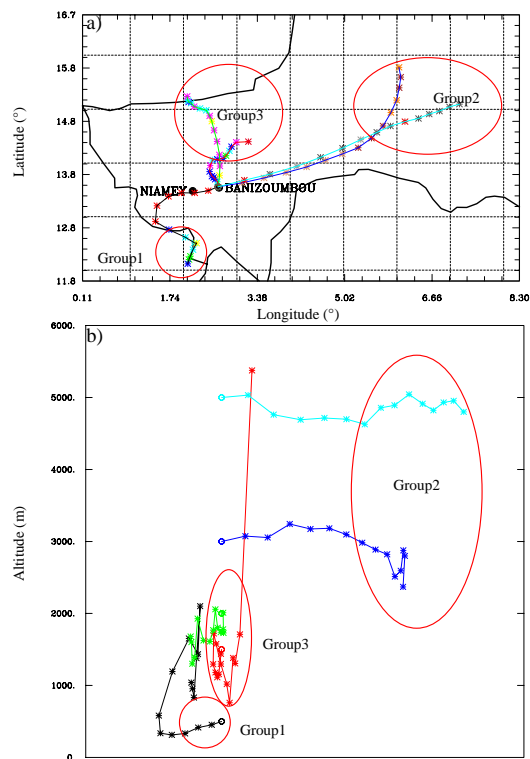 16.7
a)
15.8
Group3
Group2
14.8
Latitude (°)
13.8
NIAMEY
BANIZOUMBOU
12.8
Group1
11.8
0.11
1.74
3.38
5.02
6.66
8.30
Longitude (°)
6000.
b)
5000.
4000.
Group2
Altitude (m)
3000.
2000.
Group3
1000.
Group1
0.